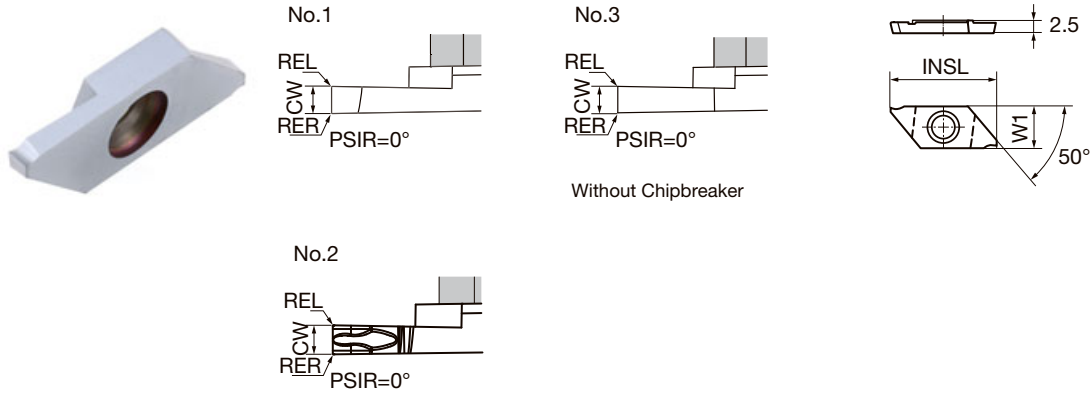 No.1
REL
CW
RER
PSIR=0°
No.3
REL
CW
RER
PSIR=0°
Without Chipbreaker
2.5
INSL
W1
50°
No.2
REL
CW
RER
PSIR=0°